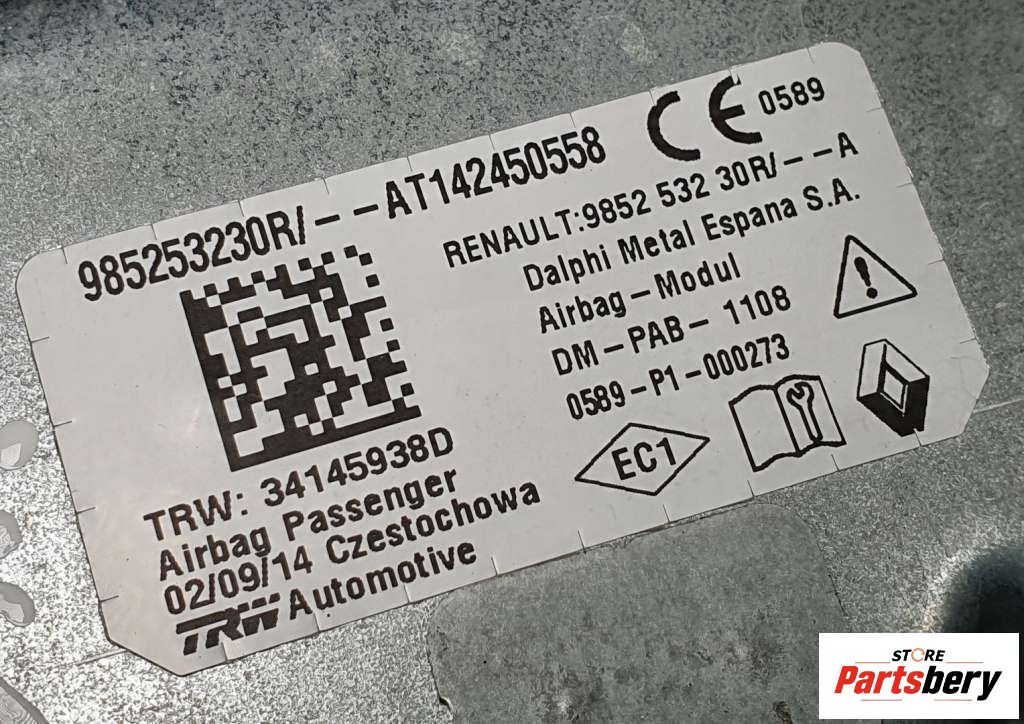 985253230R/---AT142450558
CE 0589
RENAULT:9852 532 30R/---A
Dalphi Metal Espana S.A.
Airbag-Modul
DM-PAB-1108
0589-P1-000273
EC1
TRW: 34145938D
Airbag Passenger
02/09/14 Czestochowa
TRW Automotive
STORE
Partsbery